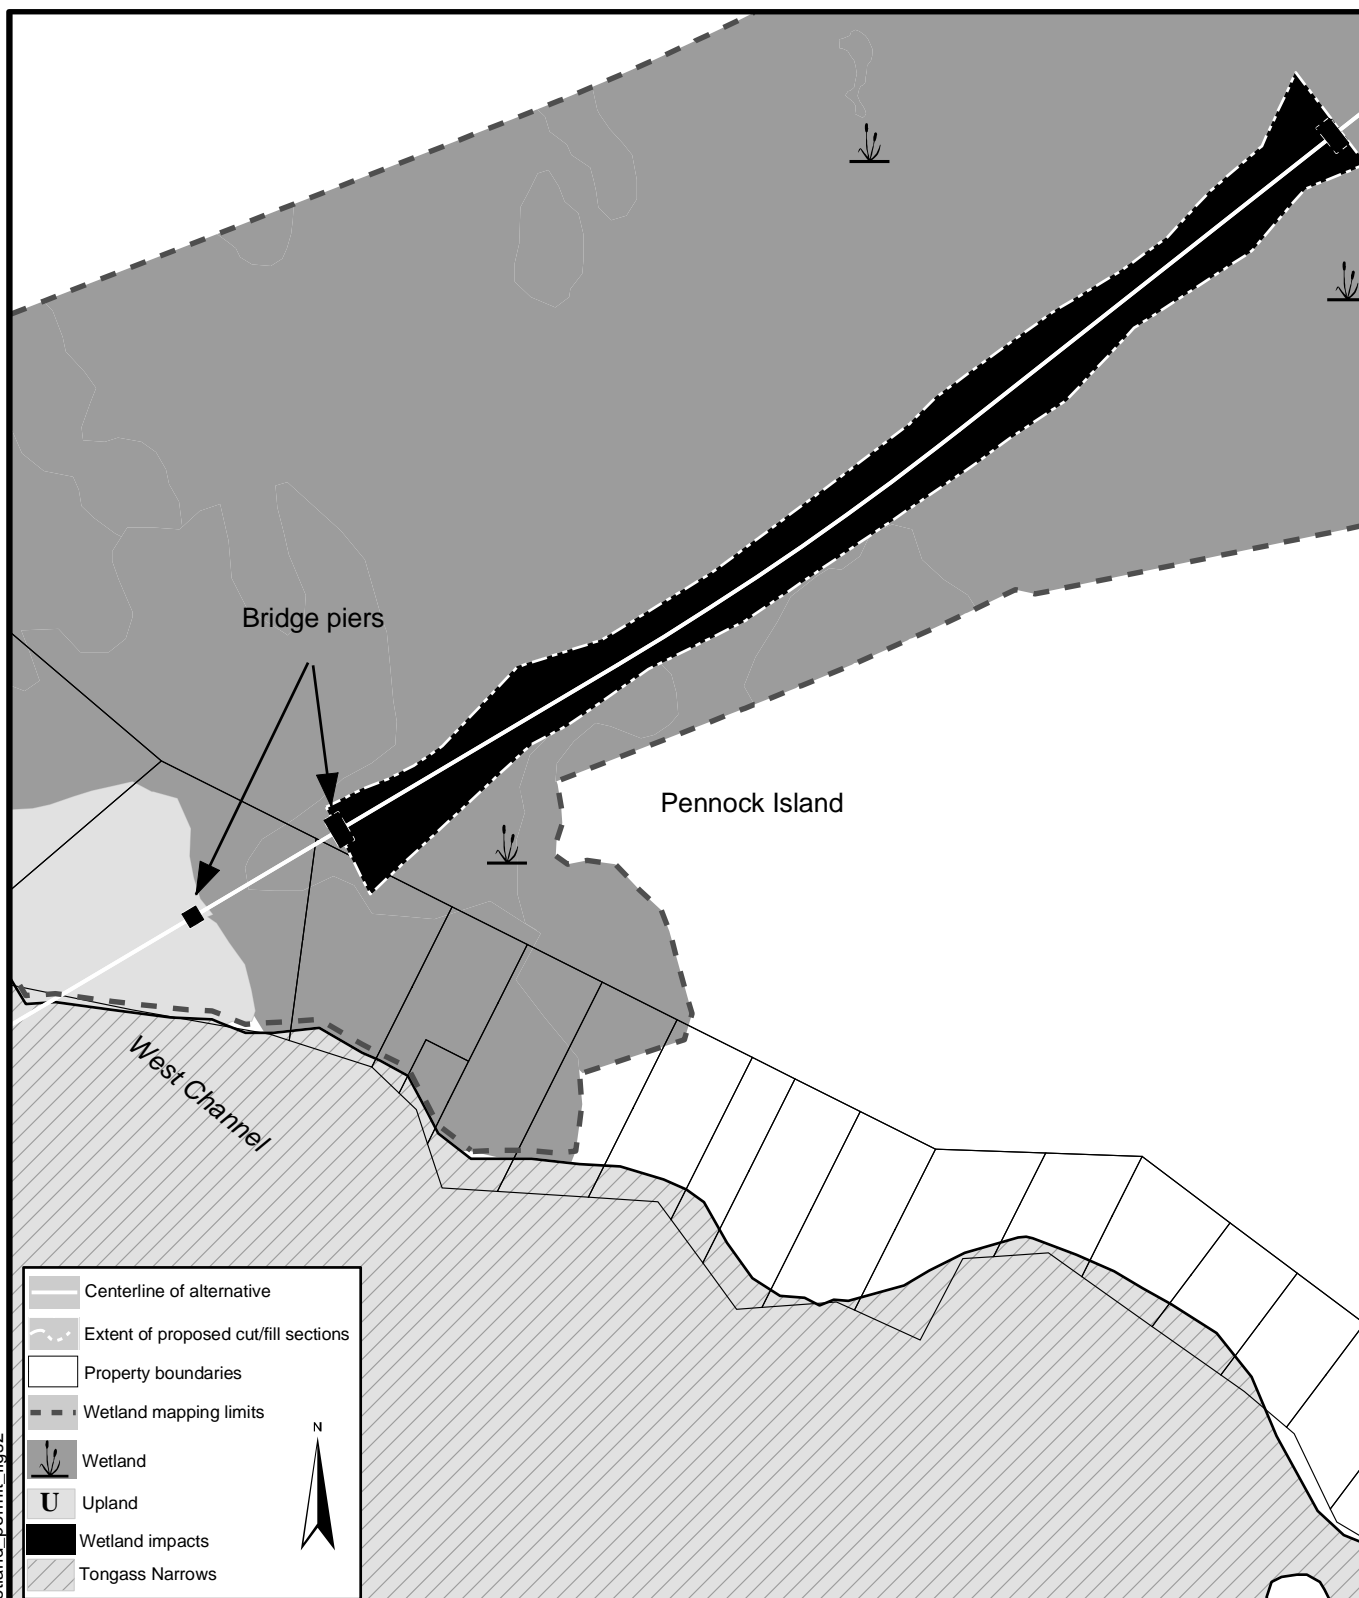 Bridge piers
Pennock Island
West Channel
Centerline of alternative
Extent of proposed cut/fill sections
Property boundaries
Wetland mapping limits
N
Wetland
U Upland
Wetland impacts
Tongass Narrows